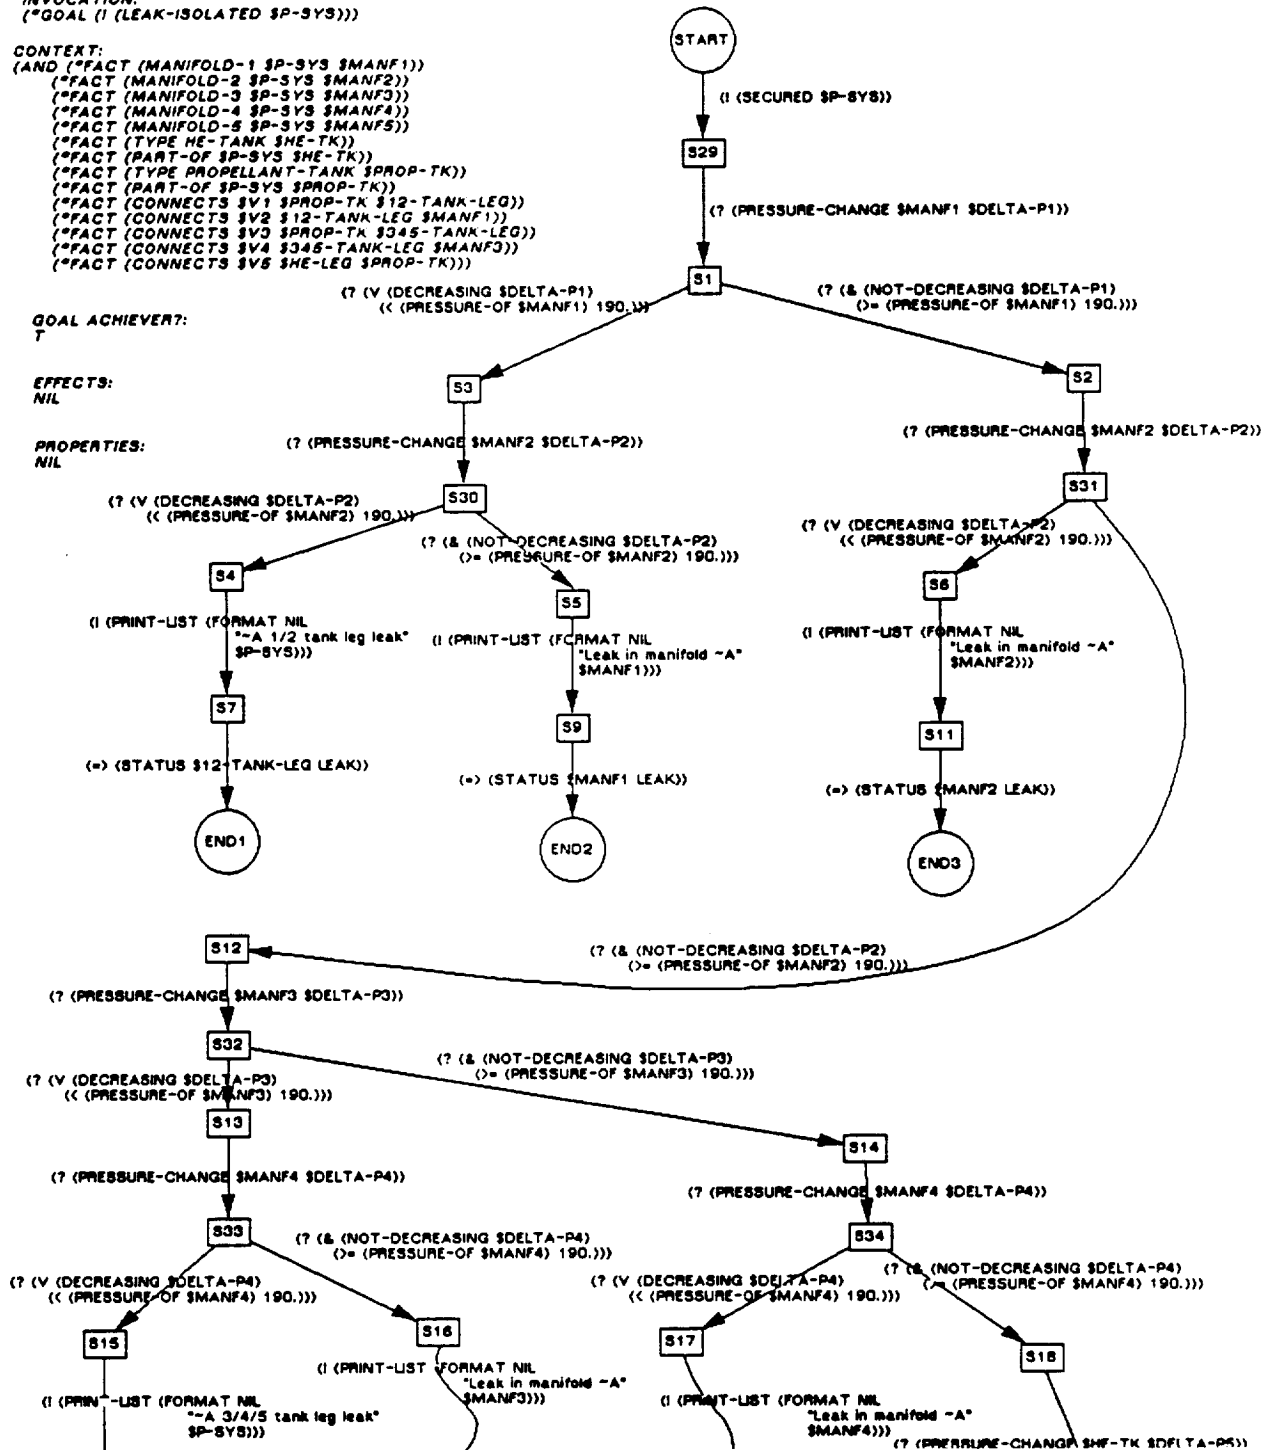 INVOCATION:
(*GOAL (! (LEAK-ISOLATED $P-SYS)))
CONTEXT:
(AND (*FACT (MANIFOLD-1 $P-SYS $MANF1))
(*FACT (MANIFOLD-2 $P-SYS $MANF2))
(*FACT (MANIFOLD-3 $P-SYS $MANF3))
(*FACT (MANIFOLD-4 $P-SYS $MANF4))
(*FACT (MANIFOLD-5 $P-SYS $MANF5))
(*FACT (TYPE HE-TANK $HE-TK))
(*FACT (PART-OF $P-SYS $HE-TK))
(*FACT (TYPE PROPELLANT-TANK $PROP-TK))
(*FACT (PART-OF $P-SYS $PROP-TK))
(*FACT (CONNECTS $V1 $PROP-TK $12-TANK-LEG))
(*FACT (CONNECTS $V2 $12-TANK-LEG $MANF1))
(*FACT (CONNECTS $V3 $PROP-TK $345-TANK-LEG))
(*FACT (CONNECTS $V4 $345-TANK-LEG $MANF3))
(*FACT (CONNECTS $V5 $HE-LEG $PROP-TK)))
GOAL ACHIEVER?:
T
EFFECTS:
NIL
PROPERTIES:
NIL
START
(! (SECURED $P-SYS))
S29
(? (PRESSURE-CHANGE $MANF1 $DELTA-P1))
S1
(? (V (DECREASING $DELTA-P1)
(< (PRESSURE-OF $MANF1) 190.)))
(? (& (NOT-DECREASING $DELTA-P1)
(>= (PRESSURE-OF $MANF1) 190.)))
S3
S2
(? (PRESSURE-CHANGE $MANF2 $DELTA-P2))
(? (PRESSURE-CHANGE $MANF2 $DELTA-P2))
S30
S31
(? (V (DECREASING $DELTA-P2)
(< (PRESSURE-OF $MANF2) 190.)))
(? (& (NOT-DECREASING $DELTA-P2)
(>= (PRESSURE-OF $MANF2) 190.)))
(? (V (DECREASING $DELTA-P2)
(< (PRESSURE-OF $MANF2) 190.)))
S4
S5
S6
(! (PRINT-LIST (FORMAT NIL
"~A 1/2 tank leg leak"
$P-SYS)))
(! (PRINT-LIST (FORMAT NIL
"Leak in manifold ~A"
$MANF1)))
(! (PRINT-LIST (FORMAT NIL
"Leak in manifold ~A"
$MANF2)))
S7
S9
S11
(=> (STATUS $12-TANK-LEG LEAK))
(=> (STATUS $MANF1 LEAK))
(=> (STATUS $MANF2 LEAK))
END1
END2
END3
S12
(? (& (NOT-DECREASING $DELTA-P2)
(>= (PRESSURE-OF $MANF2) 190.)))
(? (PRESSURE-CHANGE $MANF3 $DELTA-P3))
S32
(? (V (DECREASING $DELTA-P3)
(< (PRESSURE-OF $MANF3) 190.)))
(? (& (NOT-DECREASING $DELTA-P3)
(>= (PRESSURE-OF $MANF3) 190.)))
S13
S14
(? (PRESSURE-CHANGE $MANF4 $DELTA-P4))
(? (PRESSURE-CHANGE $MANF4 $DELTA-P4))
S33
S34
(? (& (NOT-DECREASING $DELTA-P4)
(>= (PRESSURE-OF $MANF4) 190.)))
(? (V (DECREASING $DELTA-P4)
(< (PRESSURE-OF $MANF4) 190.)))
(? (V (DECREASING $DELTA-P4)
(< (PRESSURE-OF $MANF4) 190.)))
(? (& (NOT-DECREASING $DELTA-P4)
(>= (PRESSURE-OF $MANF4) 190.)))
S15
S16
S17
S18
(! (PRINT-LIST (FORMAT NIL
"~A 3/4/5 tank leg leak"
$P-SYS)))
(! (PRINT-LIST (FORMAT NIL
"Leak in manifold ~A"
$MANF3)))
(! (PRINT-LIST (FORMAT NIL
"Leak in manifold ~A"
$MANF4)))
(? (PRESSURE-CHANGE $HE-TK $DELTA-P5))